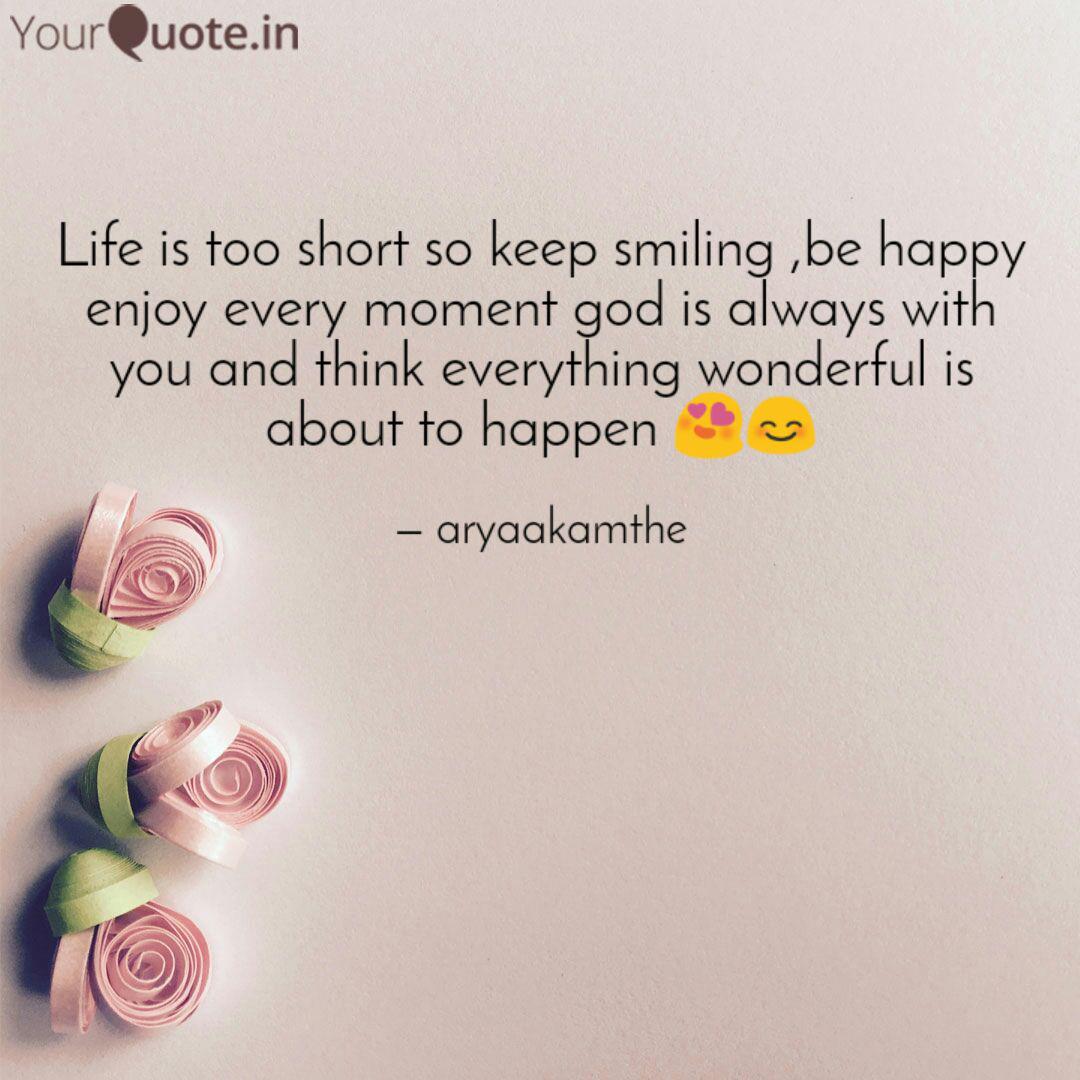 YourQuote.in
Life is too short so keep smiling ,be happy
enjoy every moment god is always with
you and think everything wonderful is
about to happen 😍😊
– aryaakamthe